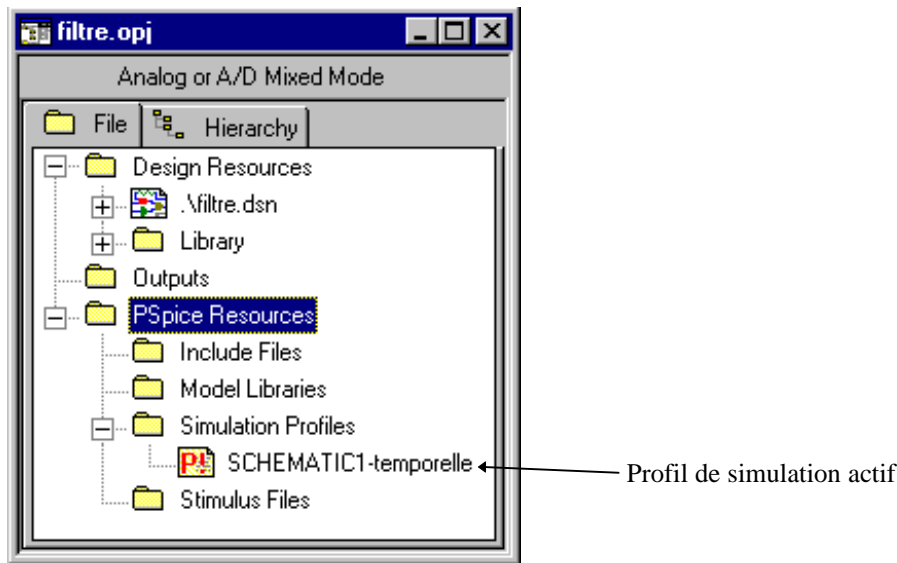 filtre.opj
Analog or A/D Mixed Mode
File Hierarchy
Design Resources
.\filtre.dsn
Library
Outputs
PSpice Resources
Include Files
Model Libraries
Simulation Profiles
P! SCHEMATIC1-temporelle
Profil de simulation actif
Stimulus Files